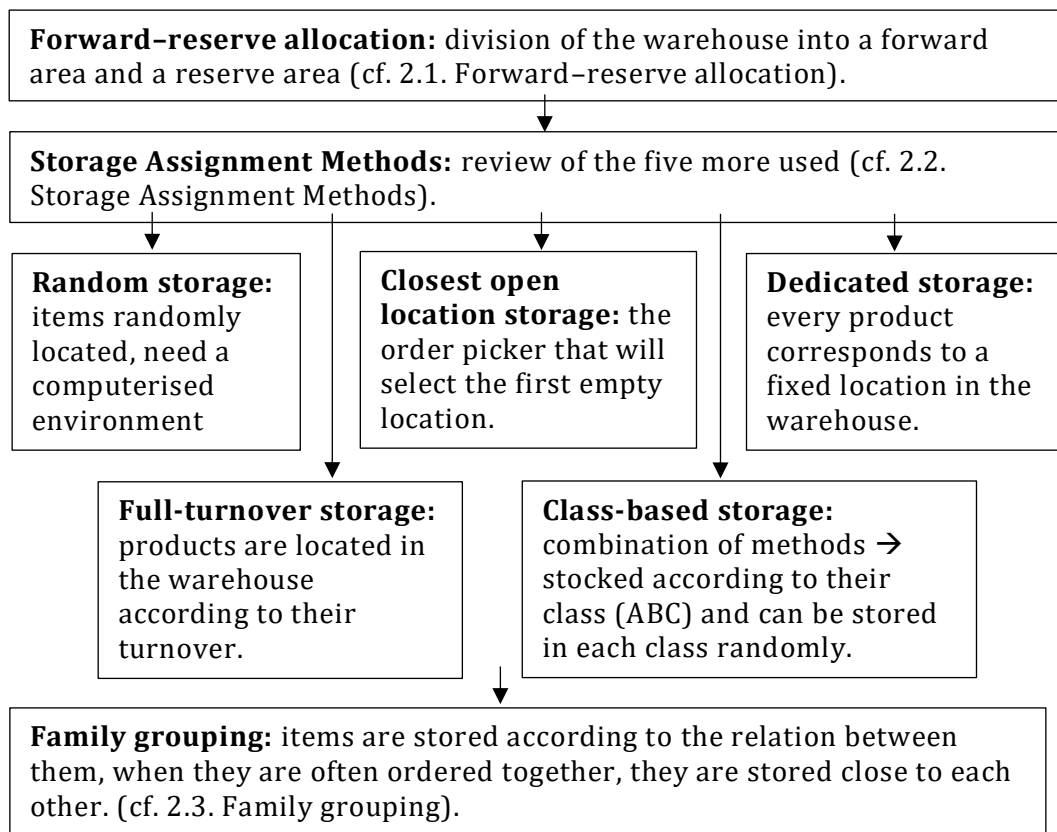 Forward–reserve allocation: division of the warehouse into a forward
area and a reserve area (cf. 2.1. Forward–reserve allocation).
Storage Assignment Methods: review of the five more used (cf. 2.2.
Storage Assignment Methods).
Random storage:
items randomly
located, need a
computerised
environment
Closest open
location storage: the
order picker that will
select the first empty
location.
Dedicated storage:
every product
corresponds to a
fixed location in the
warehouse.
Full-turnover storage:
products are located in
the warehouse
according to their
turnover.
Class-based storage:
combination of methods →
stocked according to their
class (ABC) and can be stored
in each class randomly.
Family grouping: items are stored according to the relation between
them, when they are often ordered together, they are stored close to each
other. (cf. 2.3. Family grouping).